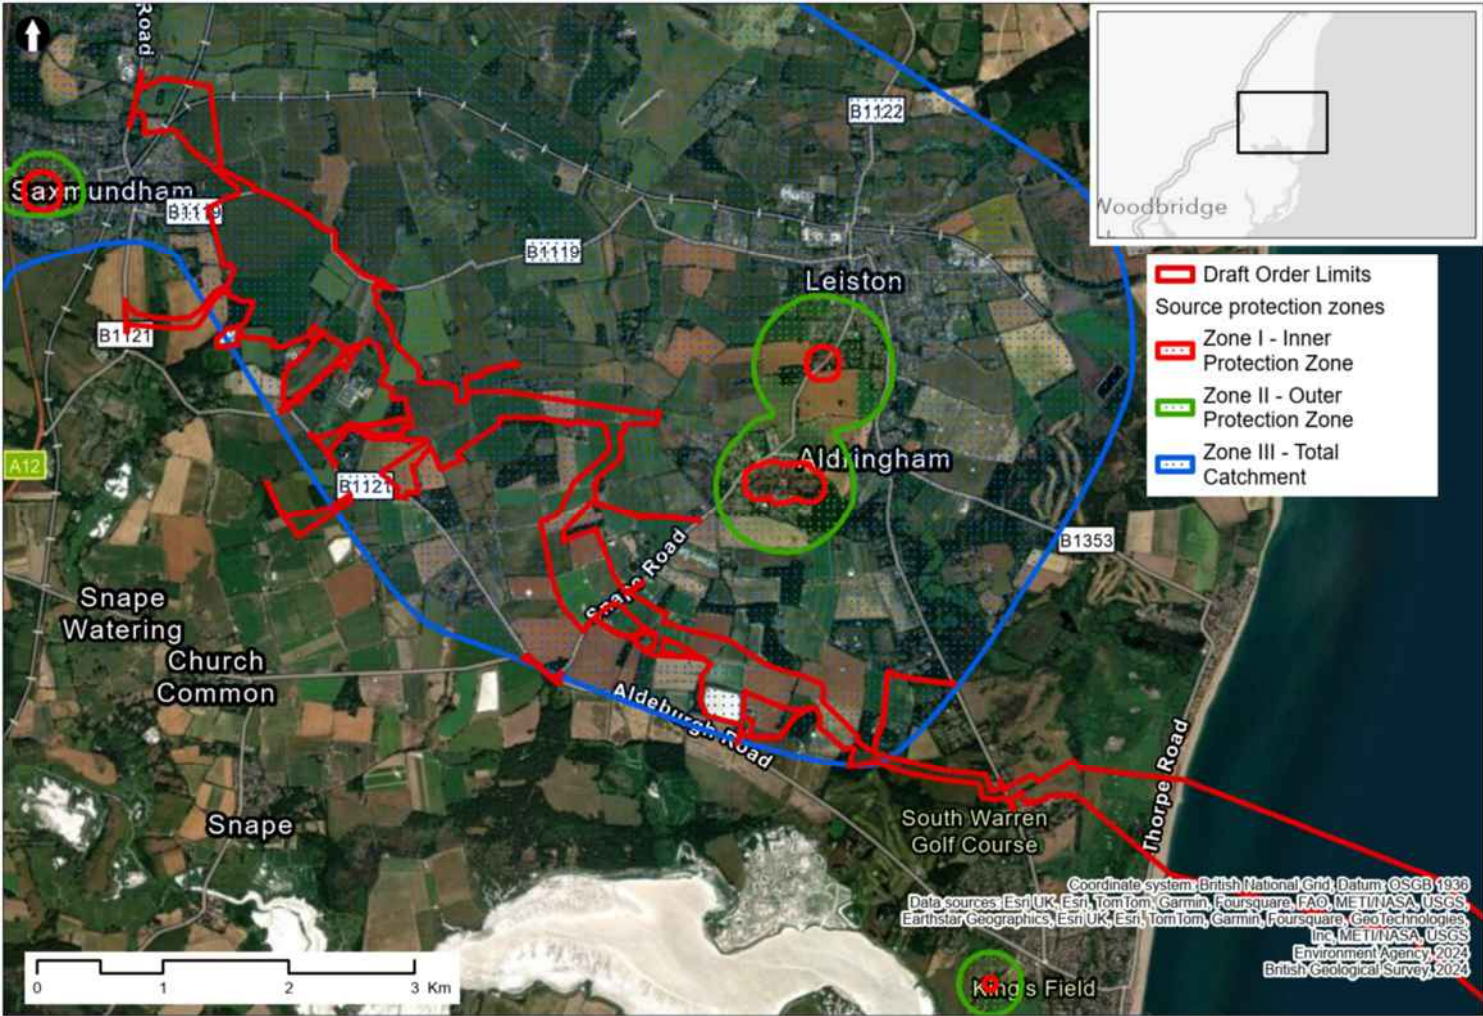 Road
Saxmundham
B1119
B1122
B1119
Leiston
B1121
Aldringham
A12
B1121
B1353
Snape Road
Snape
Watering
Church
Common
Aldeburgh Road
Thorpe Road
Snape
South Warren
Golf Course
King's Field
Woodbridge
Draft Order Limits
Source protection zones
Zone I - Inner
Protection Zone
Zone II - Outer
Protection Zone
Zone III - Total
Catchment
Coordinate system: British National Grid; Datum: OSGB 1936
Data sources: Esri UK, Esri, TomTom, Garmin, Foursquare, FAO, METI/NASA, USGS,
Earthstar Geographics, Esri UK, Esri, TomTom, Garmin, Foursquare, GeoTechnologies,
Inc, METI/NASA, USGS
Environment Agency, 2024
British Geological Survey, 2024
0 1 2 3 Km